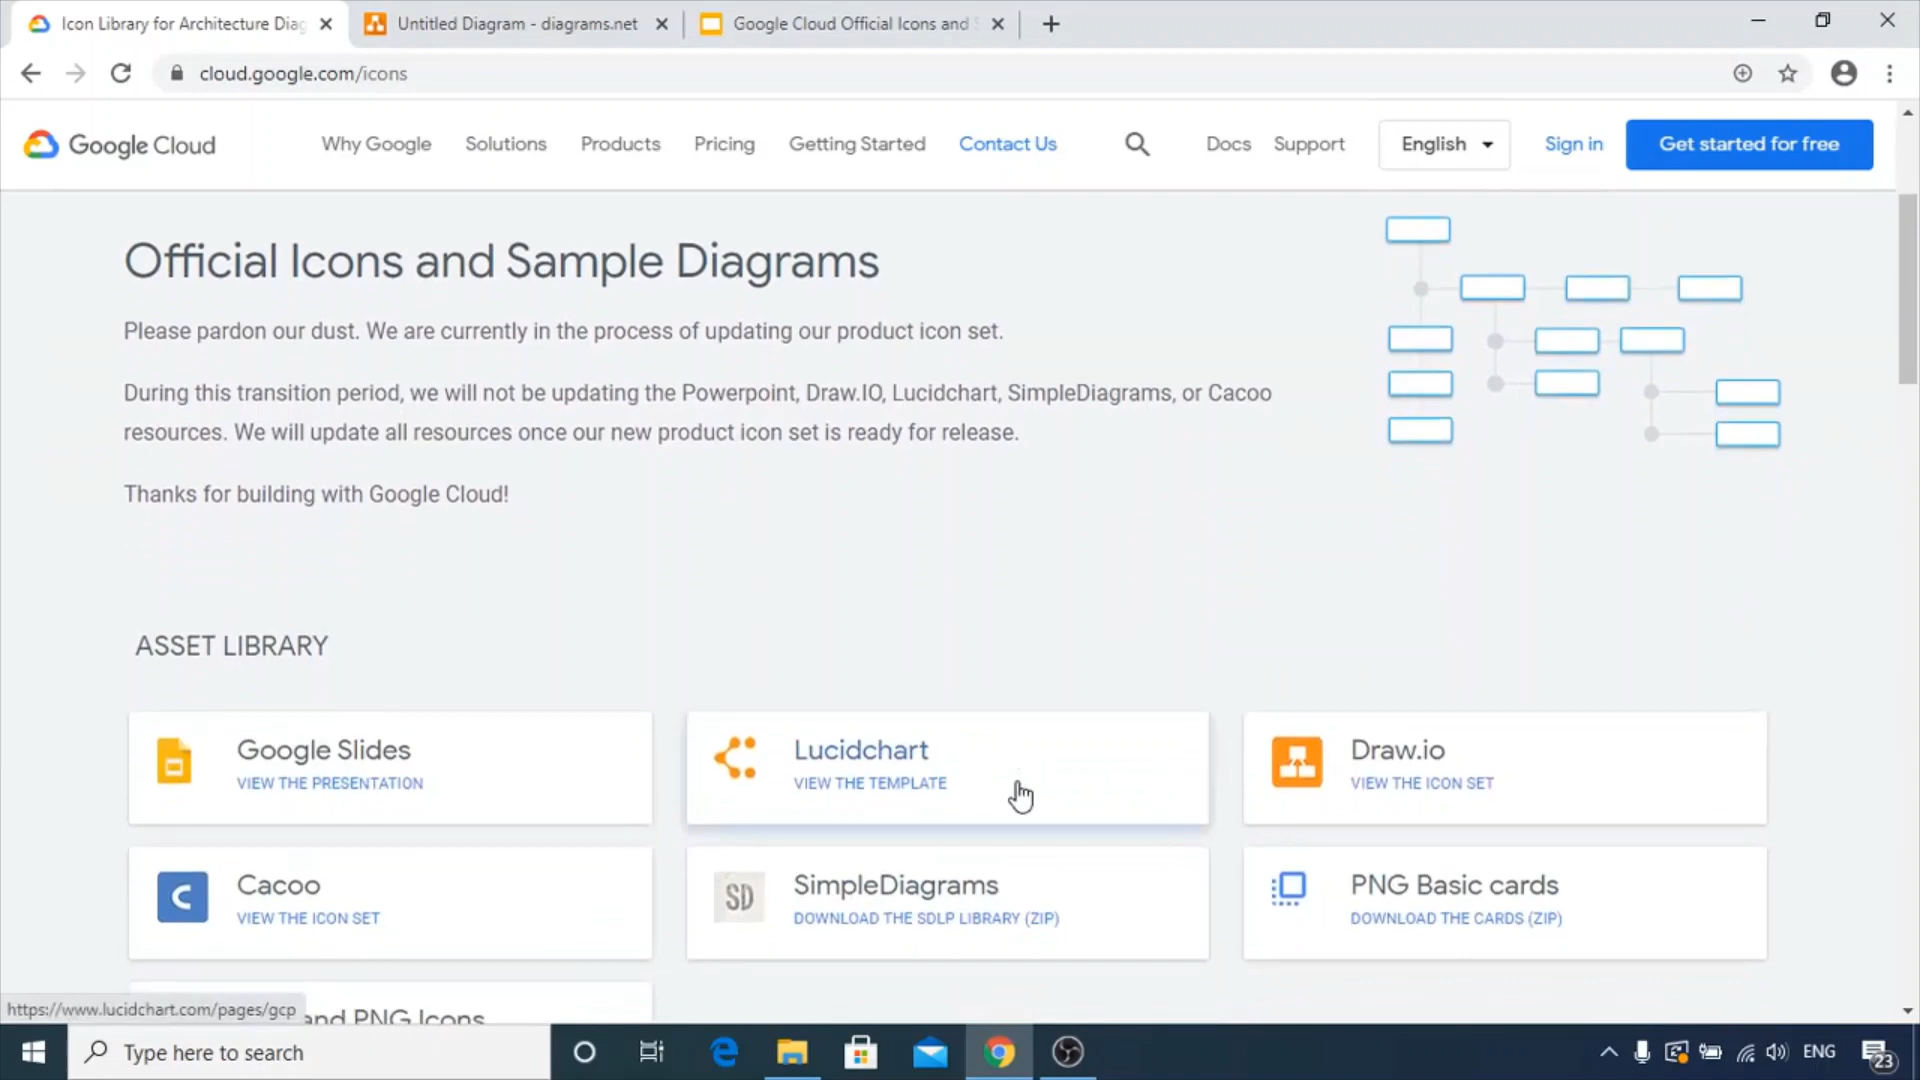 Icon Library for Architecture Diag
Untitled Diagram - diagrams.net
Google Cloud Official Icons and S
cloud.google.com/icons
Google Cloud
Why Google
Solutions
Products
Pricing
Getting Started
Contact Us
Docs
Support
English
Sign in
Get started for free
Official Icons and Sample Diagrams
Please pardon our dust. We are currently in the process of updating our product icon set.
During this transition period, we will not be updating the Powerpoint, Draw.IO, Lucidchart, SimpleDiagrams, or Cacoo
resources. We will update all resources once our new product icon set is ready for release.
Thanks for building with Google Cloud!
ASSET LIBRARY
Google Slides
VIEW THE PRESENTATION
Lucidchart
VIEW THE TEMPLATE
Draw.io
VIEW THE ICON SET
C
Cacoo
VIEW THE ICON SET
SD
SimpleDiagrams
DOWNLOAD THE SDLP LIBRARY (ZIP)
PNG Basic cards
DOWNLOAD THE CARDS (ZIP)
and PNG Icons
https://www.lucidchart.com/pages/gcp
Type here to search
ENG
23